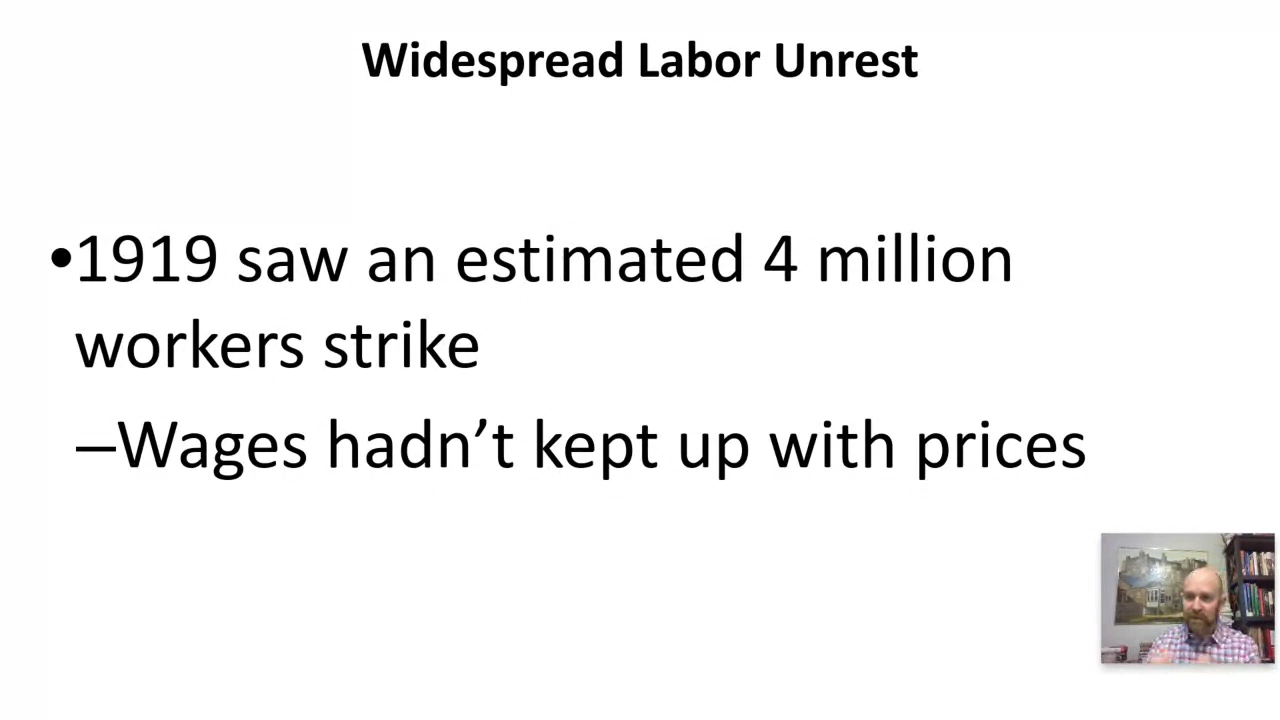 Widespread Labor Unrest
•1919 saw an estimated 4 million
workers strike
–Wages hadn’t kept up with prices